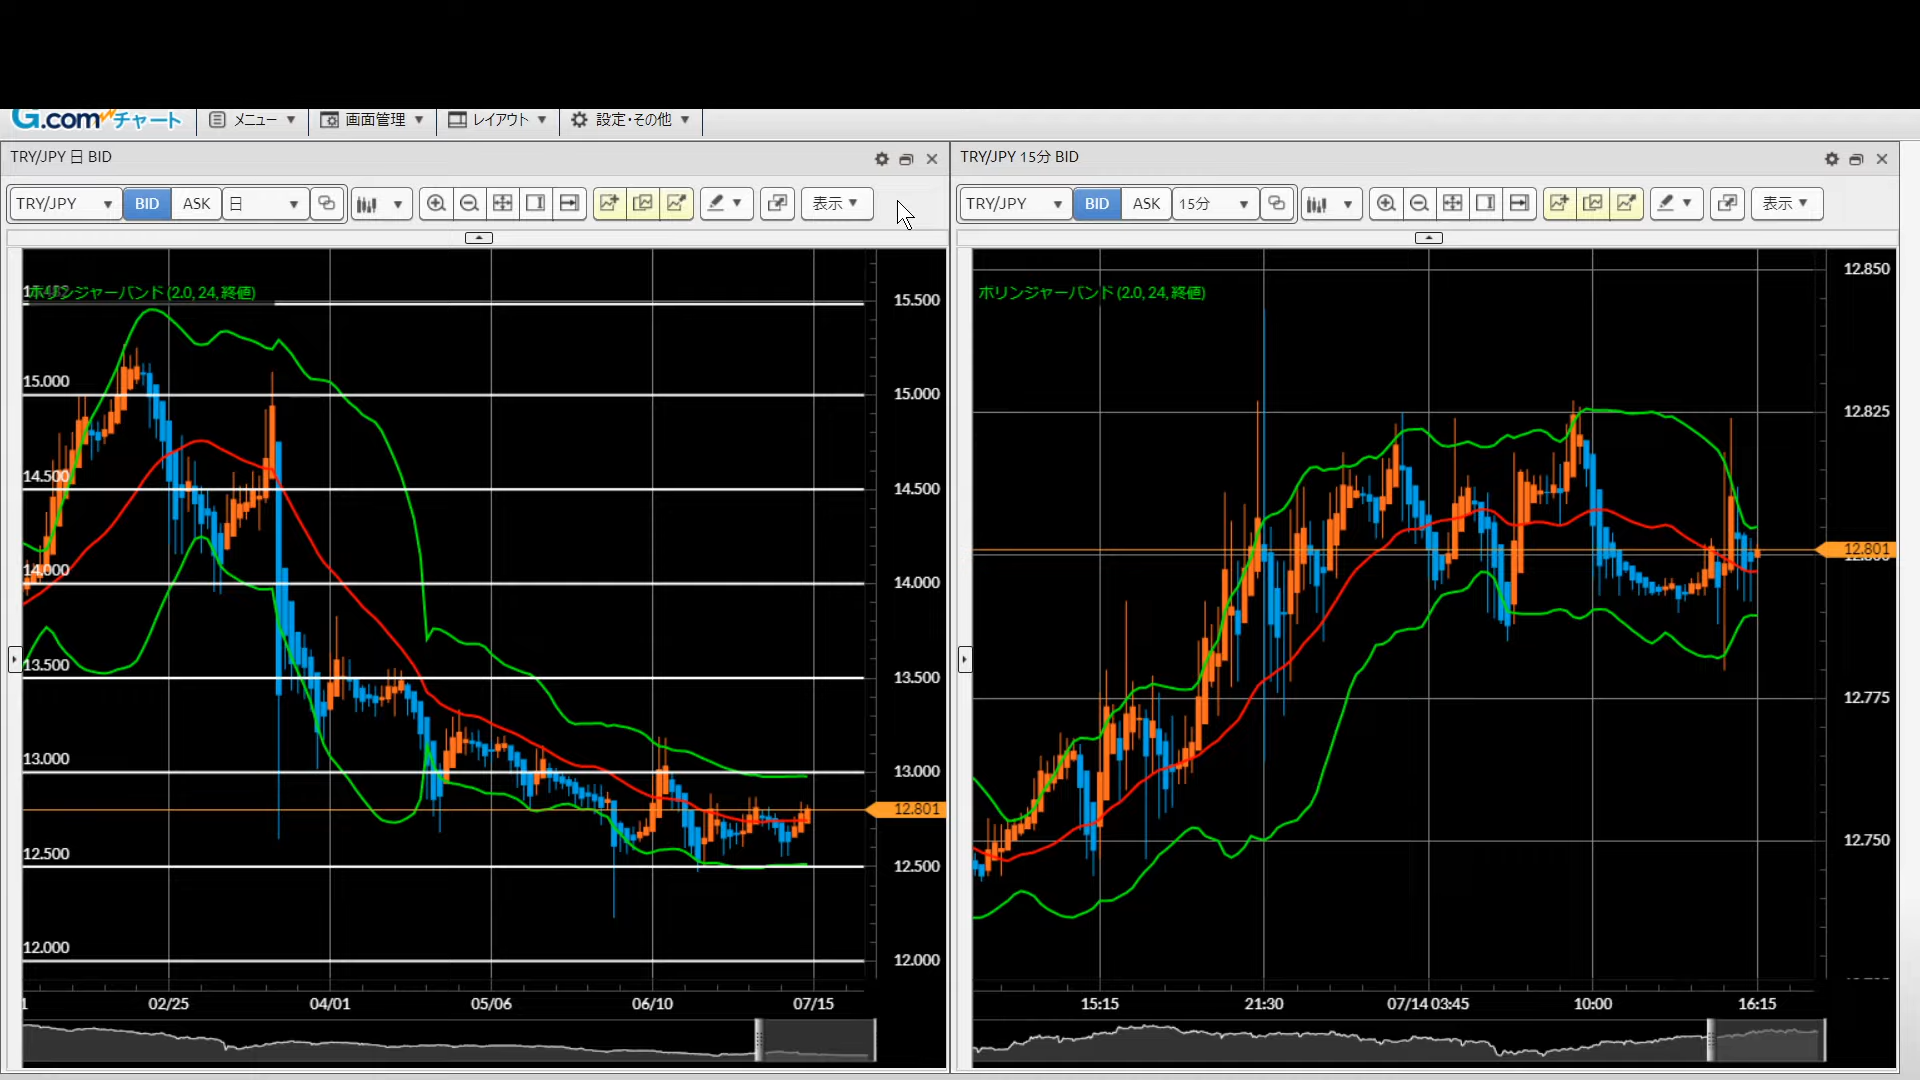 G.comチャート メニュー 画面管理 レイアウト 設定・その他
TRY/JPY 日 BID
TRY/JPY BID ASK 日 表示
ボリンジャーバンド (2.0, 24, 終値)
15.500
15.000 15.000
14.500 14.500
14.000 14.000
13.500 13.500
13.000 13.000
12.801
12.500 12.500
12.000 12.000
02/25 04/01 05/06 06/10 07/15
TRY/JPY 15分 BID
TRY/JPY BID ASK 15分 表示
12.850
ボリンジャーバンド (2.0, 24, 終値)
12.825
12.801
12.775
12.750
15:15 21:30 07/14 03:45 10:00 16:15